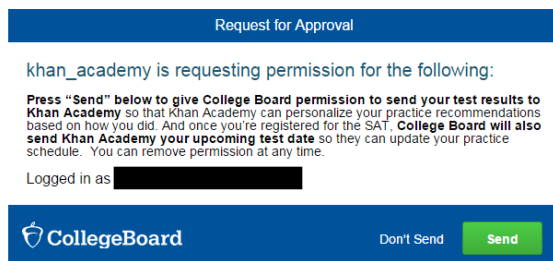 Request for Approval
khan_academy is requesting permission for the following:
Press “Send” below to give College Board permission to send your test results to
Khan Academy so that Khan Academy can personalize your practice recommendations
based on how you did. And once you’re registered for the SAT, College Board will also
send Khan Academy your upcoming test date so they can update your practice
schedule.  You can remove permission at any time.
Logged in as
CollegeBoard
Don't Send
Send